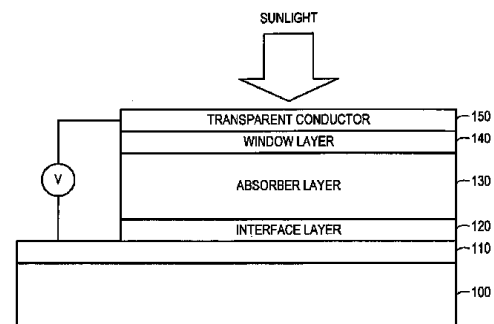 SUNLIGHT
TRANSPARENT CONDUCTOR 150
WINDOW LAYER 140
V
ABSORBER LAYER 130
INTERFACE LAYER 120
110
100